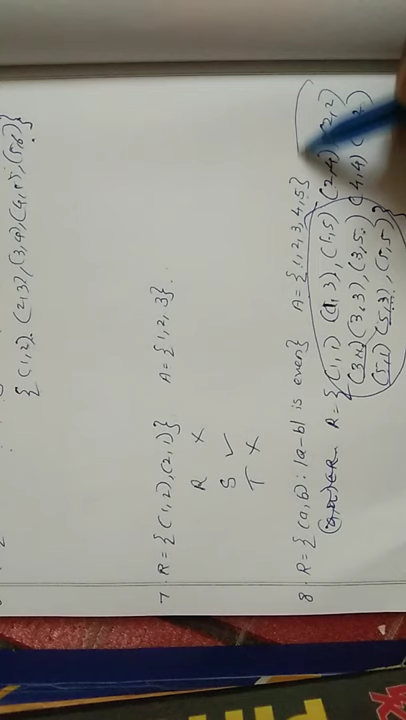 {(1,2). (2,3),(3,4),(4,5),(5,6)}
7. R={(1,2),(2,1)} A={1,2,3}.
R ×
S ✓
T ×
8. R={(a,b): |a-b| is even} A={1,2,3,4,5}
R={(1,1) (1,3),(1,5) (2,4)
(3,1)(3,3),(3,5) (4,4)
(5,1)(5,3),(5,5)}